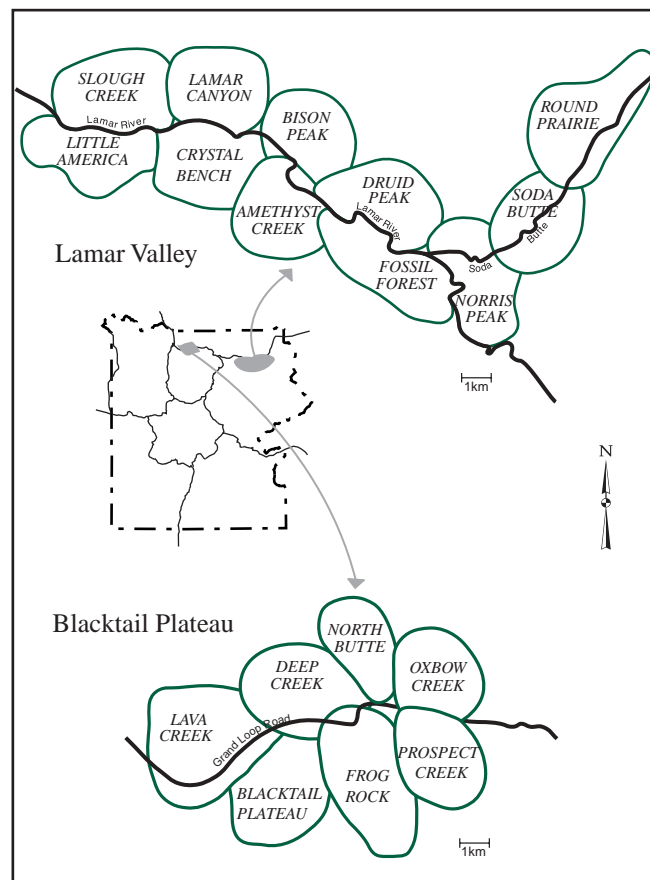 SLOUGH
CREEK
LAMAR
CANYON
BISON
PEAK
ROUND
PRAIRIE
Lamar River
LITTLE
AMERICA
CRYSTAL
BENCH
DRUID
PEAK
SODA
BUTTE
AMETHYST
CREEK
Lamar River
Butte
Soda
Lamar Valley
FOSSIL
FOREST
NORRIS
PEAK
1km
N
Blacktail Plateau
NORTH
BUTTE
DEEP
CREEK
OXBOW
CREEK
LAVA
CREEK
Grand Loop Road
PROSPECT
CREEK
FROG
ROCK
BLACKTAIL
PLATEAU
1km